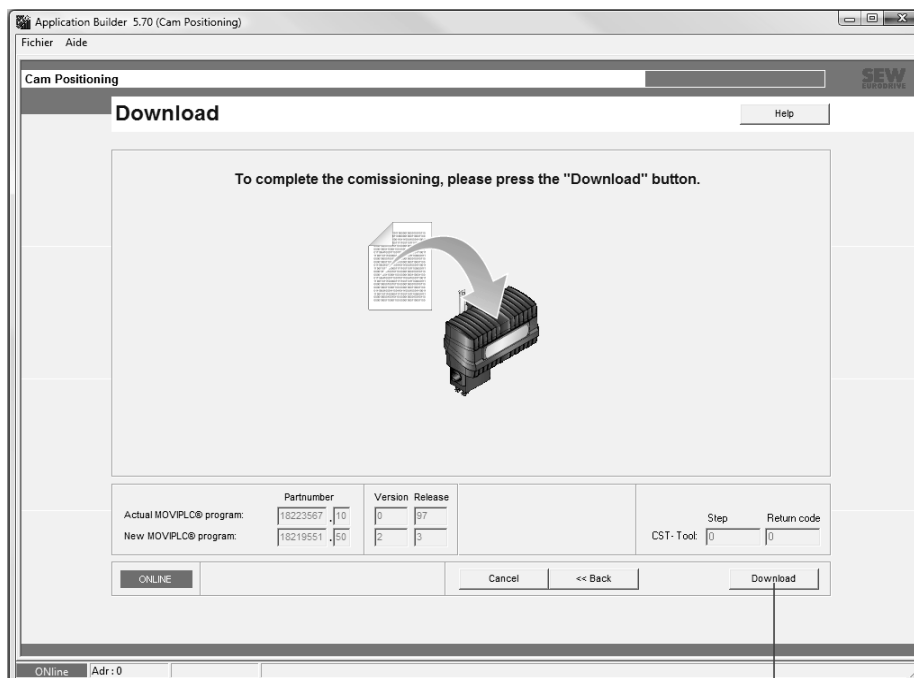 Application Builder 5.70 (Cam Positioning)
Fichier Aide
Cam Positioning
SEW
EURODRIVE
Download
Help
To complete the comissioning, please press the "Download" button.
Partnumber Version Release
Actual MOVIPLC® program: 18223567 . 10 0 97
Step Return code
New MOVIPLC® program: 18219551 . 50 2 3
CST-Tool: 0 0
ONLINE Cancel << Back Download
ONline Adr: 0